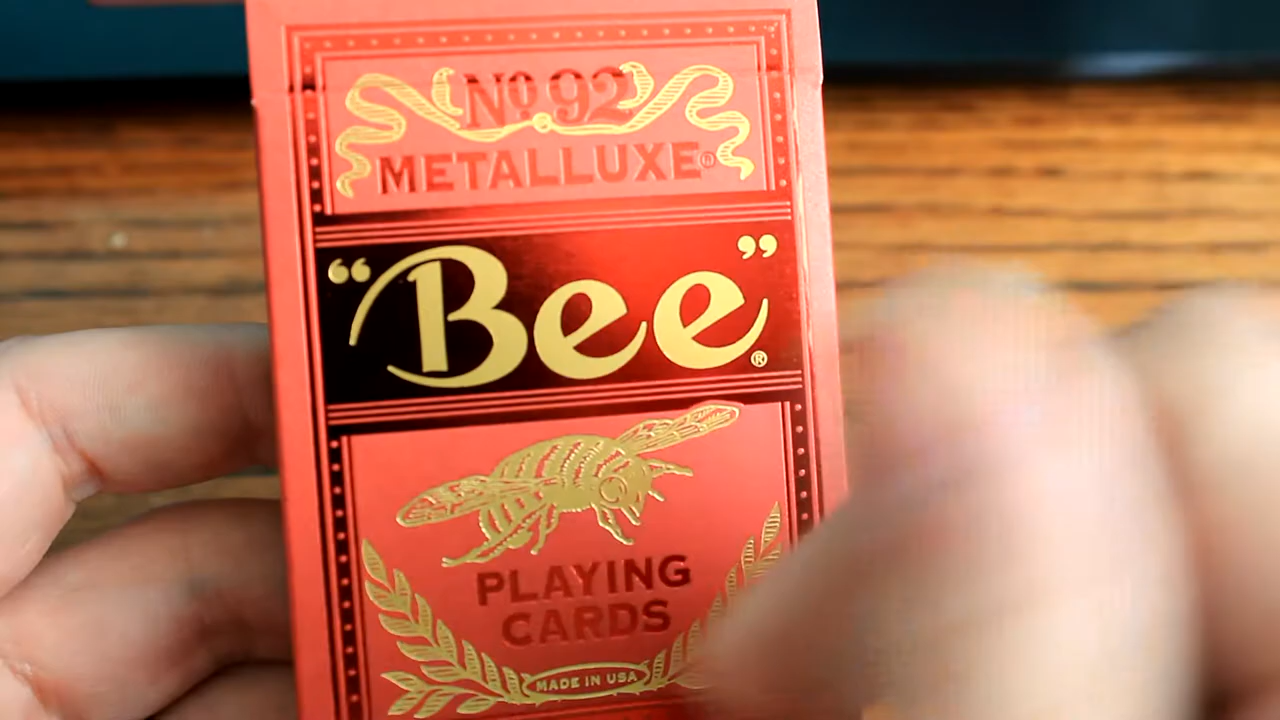 Nº 92
METALLUXE®
“Bee”®
PLAYING
CARDS
MADE IN USA